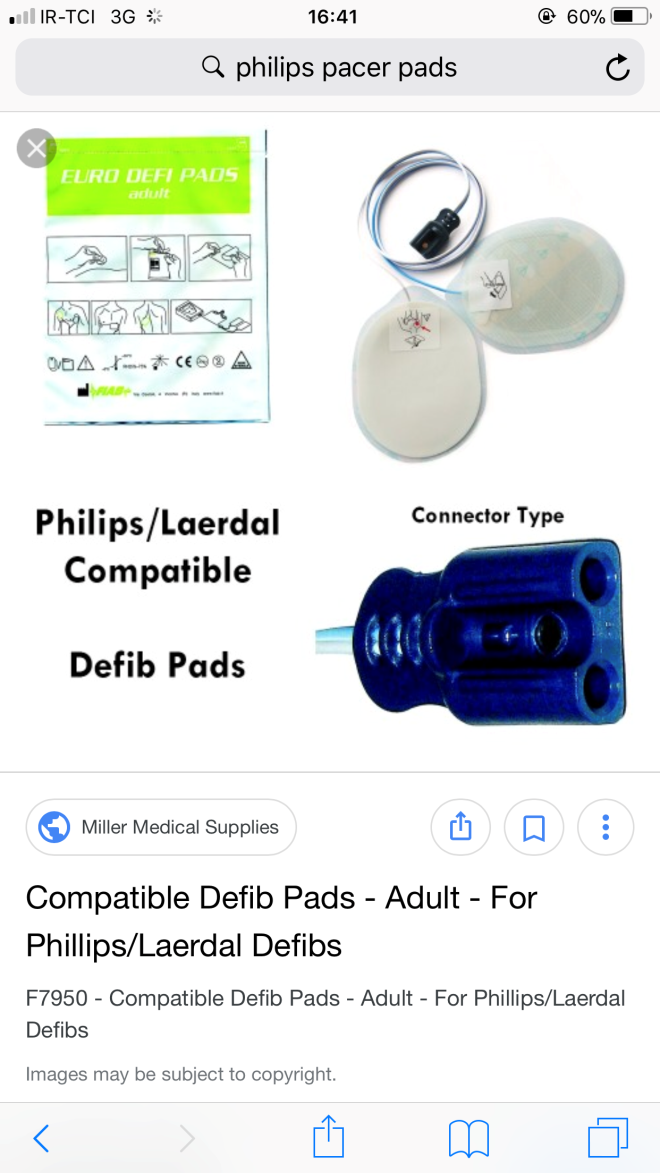 IR-TCI 3G 16:41 60%
philips pacer pads
EURO DEFI PADS
adult
CE
FIAB
Philips/Laerdal
Compatible
Defib Pads
Connector Type
Miller Medical Supplies
Compatible Defib Pads - Adult - For
Phillips/Laerdal Defibs
F7950 - Compatible Defib Pads - Adult - For Phillips/Laerdal
Defibs
Images may be subject to copyright.